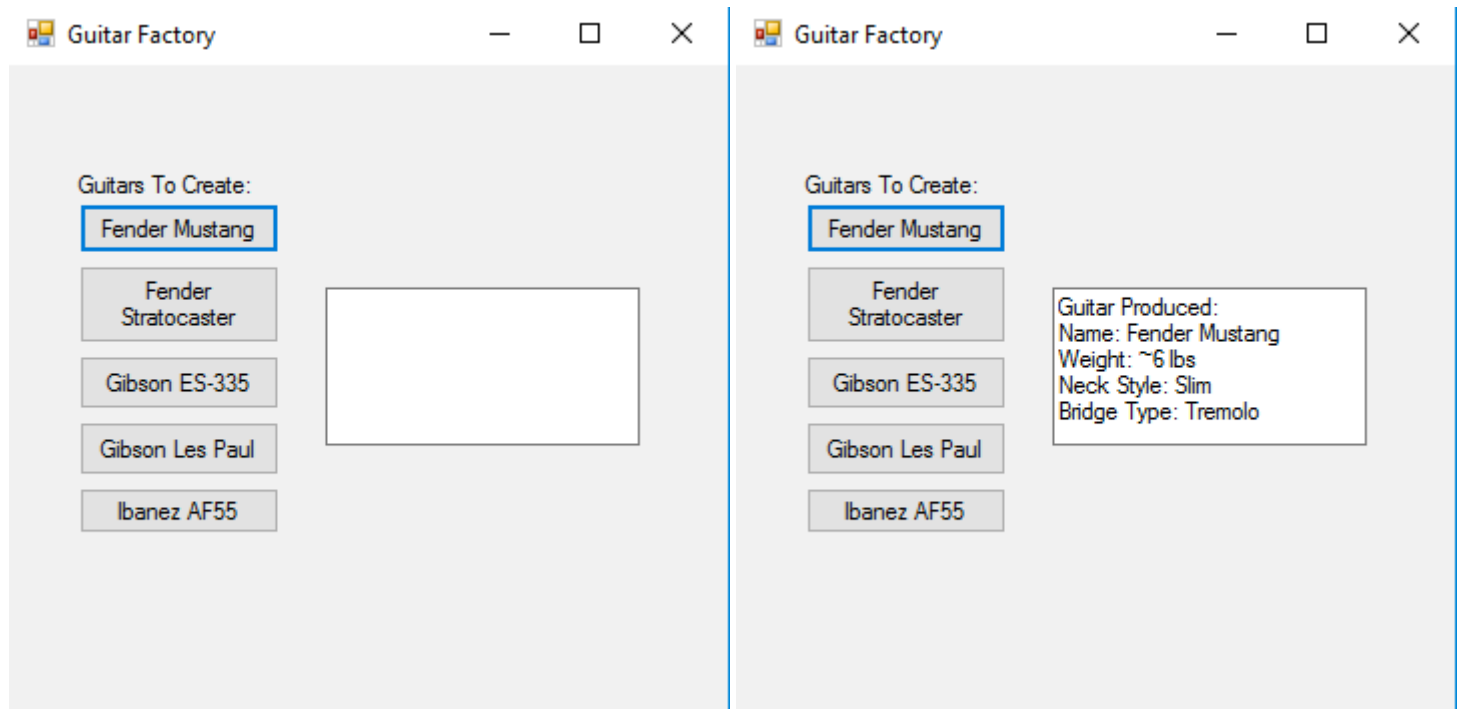 Guitar Factory
Guitars To Create:
Fender Mustang
Fender
Stratocaster
Gibson ES-335
Gibson Les Paul
Ibanez AF55
Guitar Factory
Guitars To Create:
Fender Mustang
Fender
Stratocaster
Gibson ES-335
Gibson Les Paul
Ibanez AF55
Guitar Produced:
Name: Fender Mustang
Weight: ~6 lbs
Neck Style: Slim
Bridge Type: Tremolo